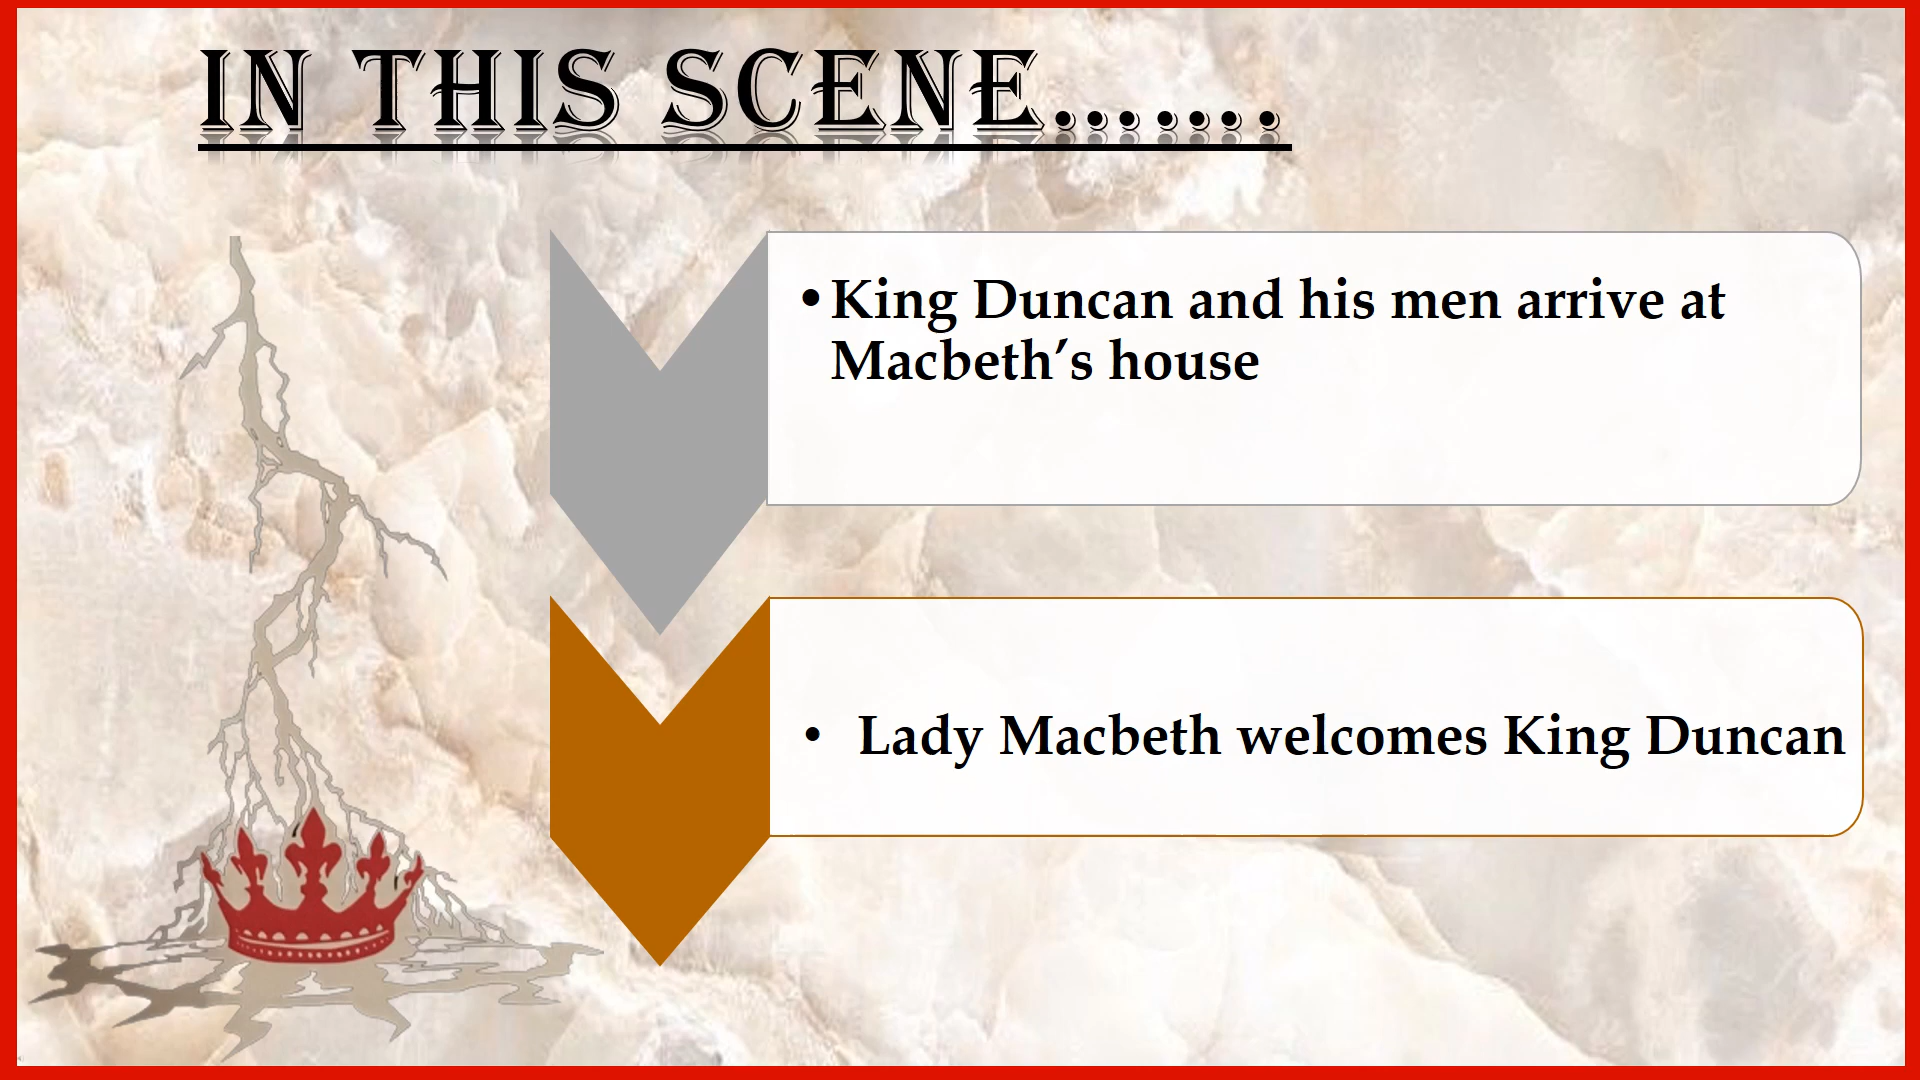 IN THIS SCENE…….
•King Duncan and his men arrive at
Macbeth’s house
• Lady Macbeth welcomes King Duncan